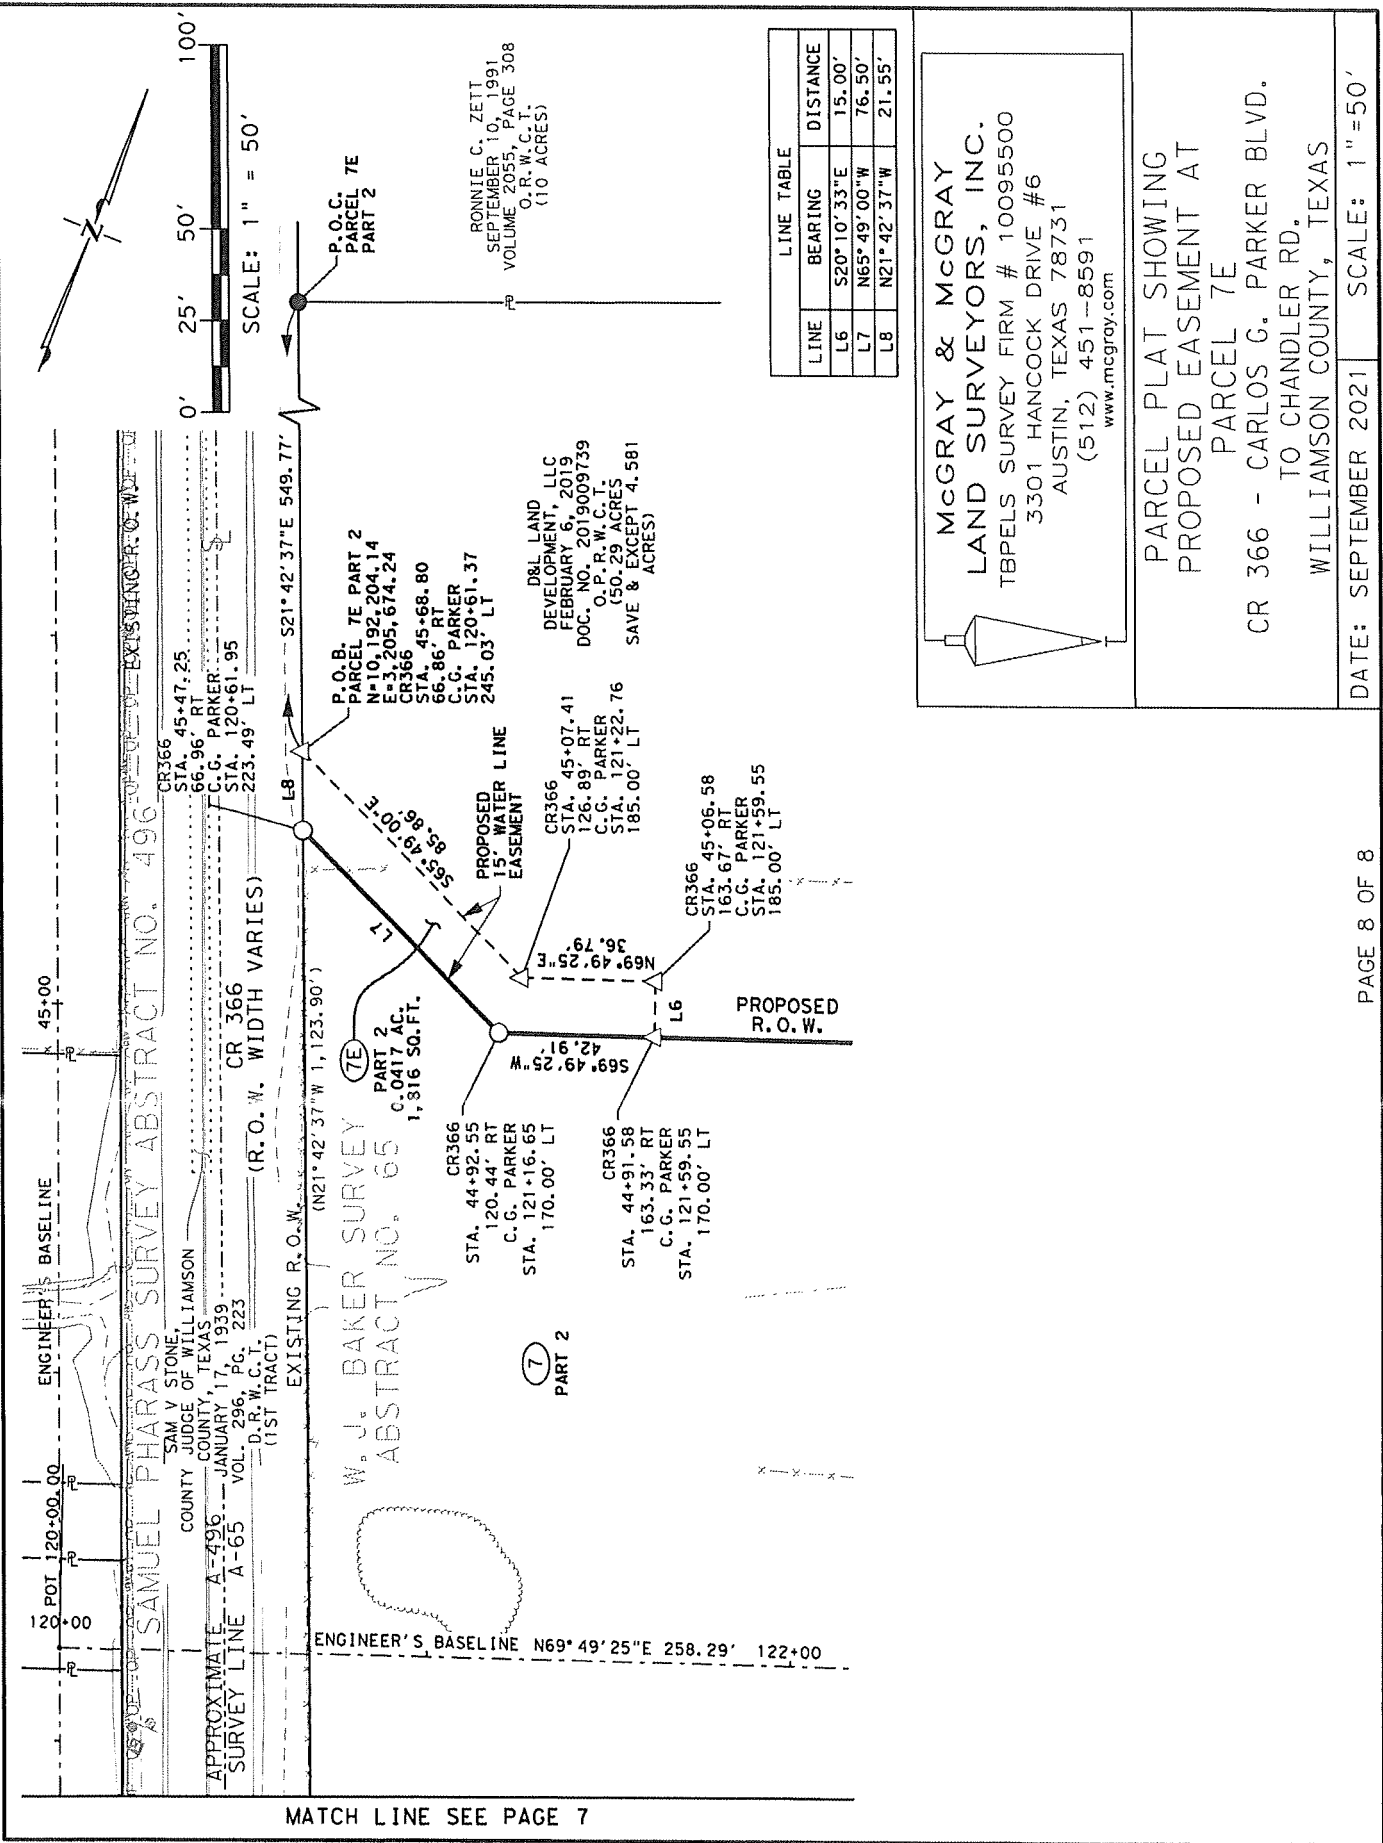 ENGINEER'S BASELINE
45+00
POT 120+00.00
120+00
EXISTING R.O.W.
SAMUEL PHARASS SURVEY ABSTRACT NO. 496
SAM V STONE,
COUNTY JUDGE OF WILLIAMSON
COUNTY, TEXAS
JANUARY 17, 1939
VOL. 296, PG. 223
D.R.W.C.T.
(1ST TRACT)
APPROXIMATE A-496
SURVEY LINE A-65
CR 366
(R.O.W. WIDTH VARIES)
EXISTING R.O.W.
(N21°42'37"W 1,123.90')
CR366
STA. 45+47.25
66.96' RT
C.G. PARKER
STA. 120+61.95
223.49' LT
L8
S21°42'37"E 549.77'
0' 25' 50' 100'
SCALE: 1" = 50'
N
P.O.C.
PARCEL 7E
PART 2
RONNIE C. ZETT
SEPTEMBER 10, 1991
VOLUME 2055, PAGE 308
O.R.W.C.T.
(10 ACRES)
P.O.B.
PARCEL 7E PART 2
N=10,192,204.14
E=3,205,674.24
CR366
STA. 45+68.80
66.86' RT
C.G. PARKER
STA. 120+61.37
245.03' LT
D&L LAND
DEVELOPMENT, LLC
FEBRUARY 6, 2019
DOC. NO. 2019009739
O.P.R.W.C.T.
(50.29 ACRES
SAVE & EXCEPT 4.581
ACRES)
W. J. BAKER SURVEY
ABSTRACT NO. 65
7E
PART 2
0.0417 AC.
1,816 SQ.FT.
L7
S65°49'00"E
85.86'
PROPOSED
15' WATER LINE
EASEMENT
CR366
STA. 45+07.41
126.89' RT
C.G. PARKER
STA. 121+22.76
185.00' LT
N69°49'25"E
36.79'
CR366
STA. 45+06.58
163.67' RT
C.G. PARKER
STA. 121+59.55
185.00' LT
L6
S69°49'25"W
42.91'
PROPOSED
R.O.W.
CR366
STA. 44+92.55
120.44' RT
C.G. PARKER
STA. 121+16.65
170.00' LT
CR366
STA. 44+91.58
163.33' RT
C.G. PARKER
STA. 121+59.55
170.00' LT
7
PART 2
ENGINEER'S BASELINE N69°49'25"E 258.29' 122+00
MATCH LINE SEE PAGE 7
LINE TABLE
LINE BEARING DISTANCE
L6 S20°10'33"E 15.00'
L7 N65°49'00"W 76.50'
L8 N21°42'37"W 21.55'
McGRAY & McGRAY
LAND SURVEYORS, INC.
TBPELS SURVEY FIRM # 10095500
3301 HANCOCK DRIVE #6
AUSTIN, TEXAS 78731
(512) 451-8591
www.mcgray.com
PARCEL PLAT SHOWING
PROPOSED EASEMENT AT
PARCEL 7E
CR 366 - CARLOS G. PARKER BLVD.
TO CHANDLER RD.
WILLIAMSON COUNTY, TEXAS
DATE: SEPTEMBER 2021 SCALE: 1"=50'
PAGE 8 OF 8